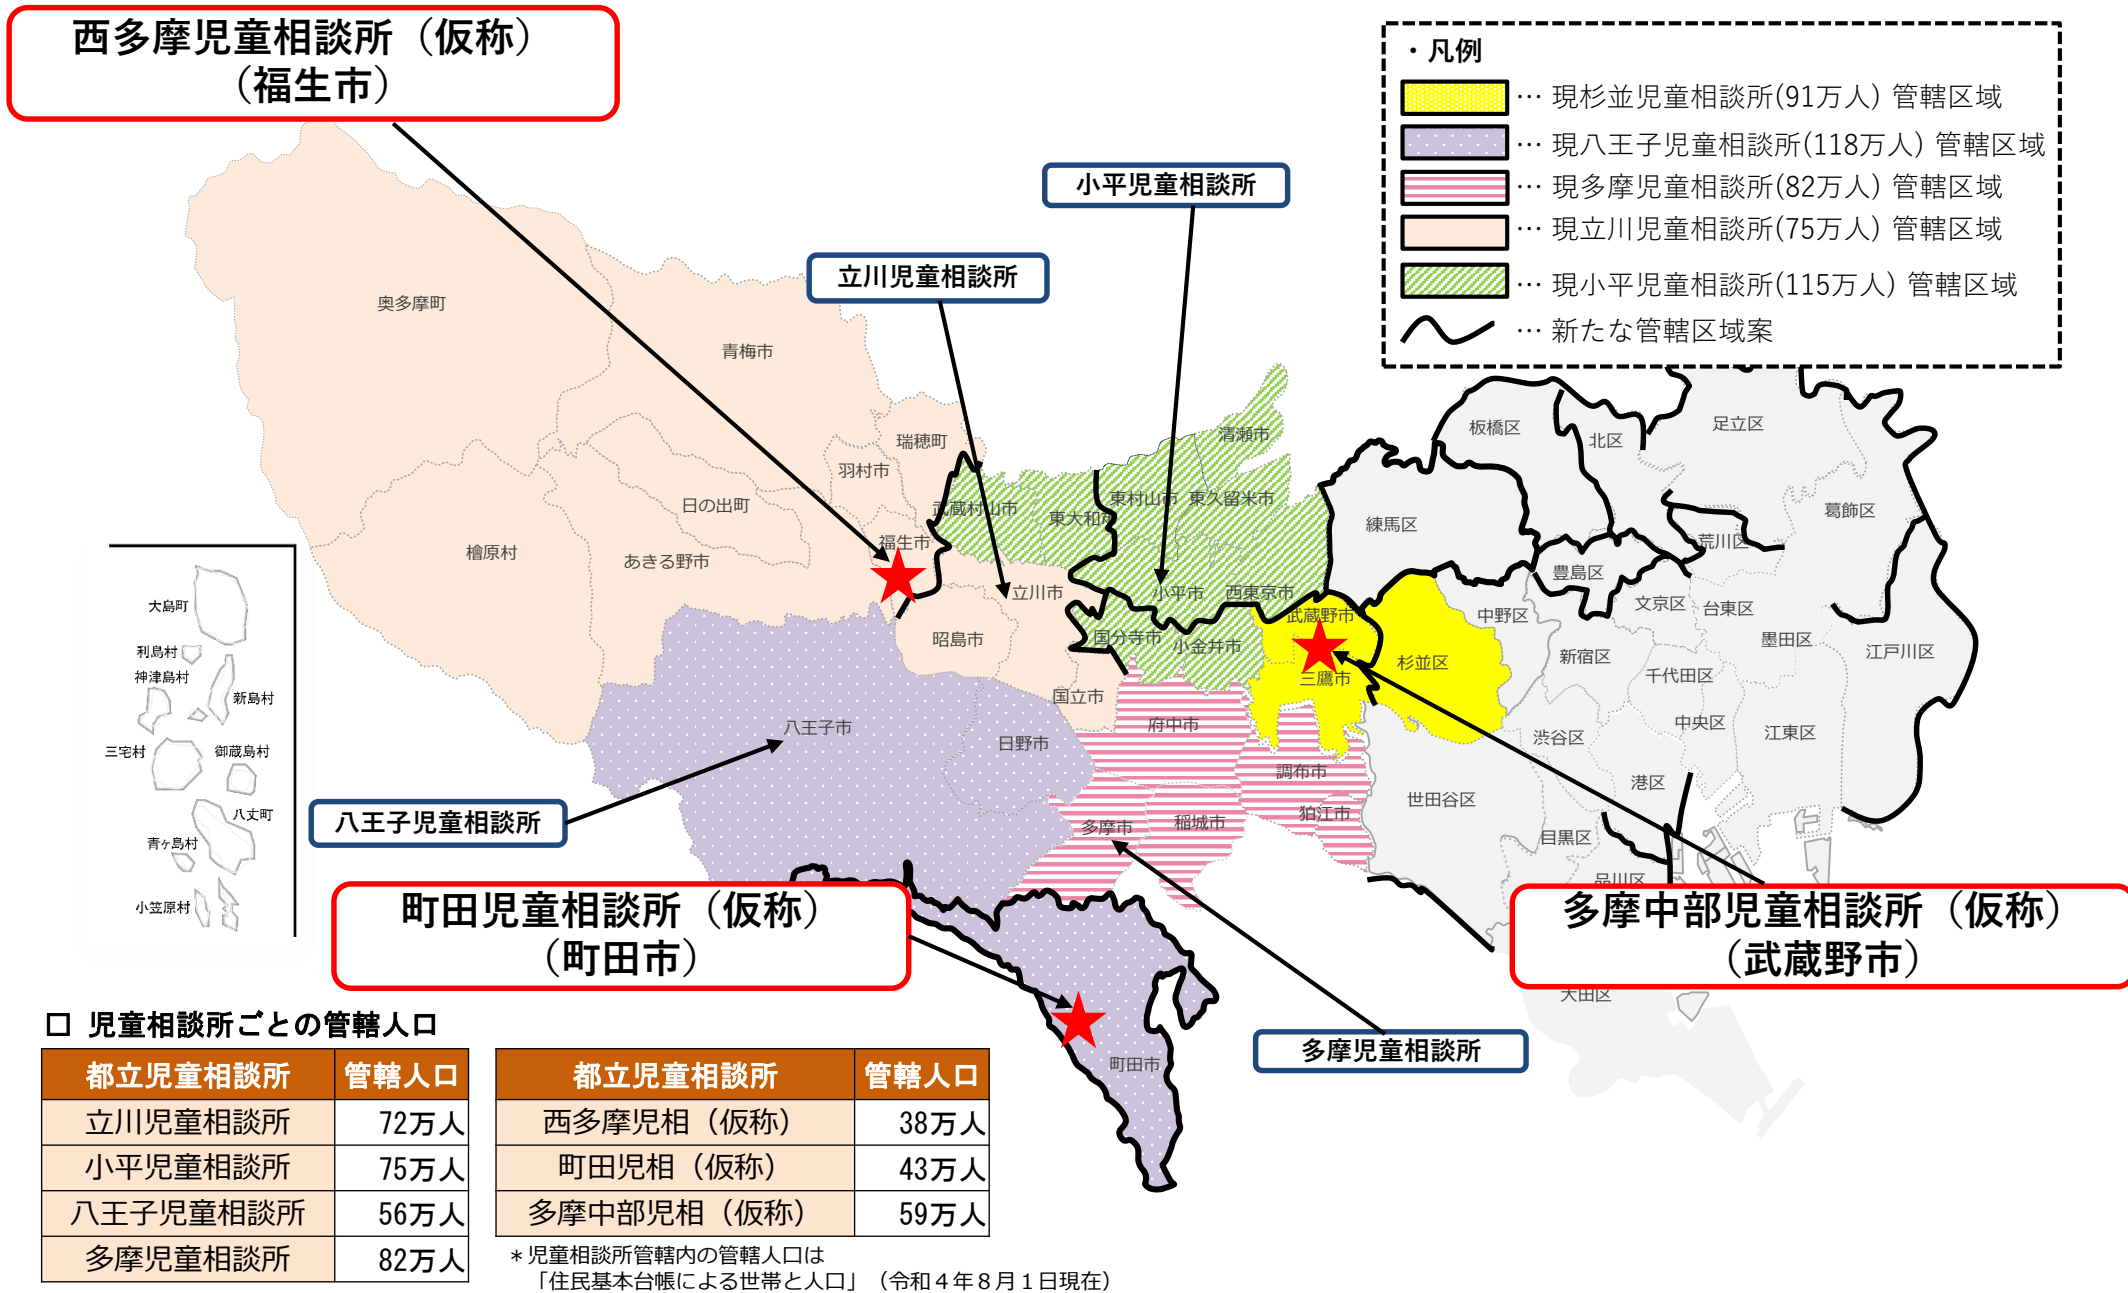 西多摩児童相談所（仮称）
（福生市）
・凡例
… 現杉並児童相談所(91万人) 管轄区域
… 現八王子児童相談所(118万人) 管轄区域
… 現多摩児童相談所(82万人) 管轄区域
… 現立川児童相談所(75万人) 管轄区域
… 現小平児童相談所(115万人) 管轄区域
… 新たな管轄区域案
小平児童相談所
立川児童相談所
奥多摩町
青梅市
瑞穂町
羽村市
日の出町
檜原村
あきる野市
福生市
武蔵村山市
東大和市
東村山市
清瀬市
東久留米市
立川市
小平市
西東京市
昭島市
国分寺市
小金井市
武蔵野市
三鷹市
国立市
府中市
調布市
狛江市
八王子市
日野市
多摩市
稲城市
町田市
板橋区
北区
足立区
練馬区
葛飾区
荒川区
豊島区
中野区
文京区
台東区
墨田区
杉並区
新宿区
千代田区
江戸川区
中央区
渋谷区
江東区
港区
世田谷区
目黒区
品川区
大田区
大島町
利島村
神津島村
新島村
三宅村
御蔵島村
八丈町
青ヶ島村
小笠原村
八王子児童相談所
町田児童相談所（仮称）
（町田市）
多摩中部児童相談所（仮称）
（武蔵野市）
多摩児童相談所
□ 児童相談所ごとの管轄人口
都立児童相談所 管轄人口
立川児童相談所 72万人
小平児童相談所 75万人
八王子児童相談所 56万人
多摩児童相談所 82万人
都立児童相談所 管轄人口
西多摩児相（仮称） 38万人
町田児相（仮称） 43万人
多摩中部児相（仮称） 59万人
＊児童相談所管轄内の管轄人口は
「住民基本台帳による世帯と人口」（令和４年８月１日現在）